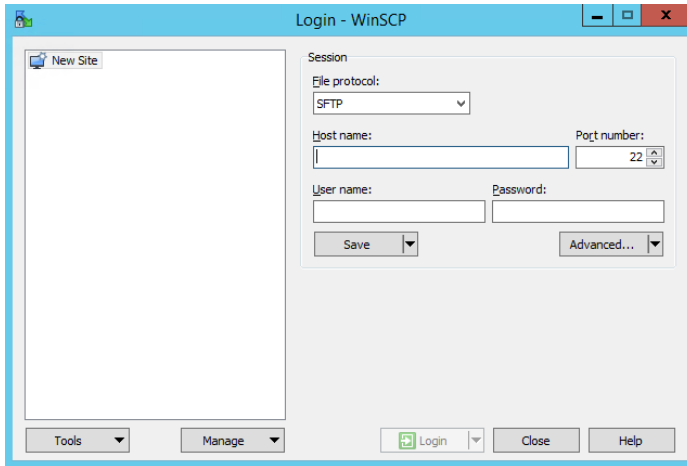 Login - WinSCP
New Site
Session
File protocol:
SFTP
Host name:
Port number:
22
User name:
Password:
Save
Advanced...
Tools
Manage
Login
Close
Help